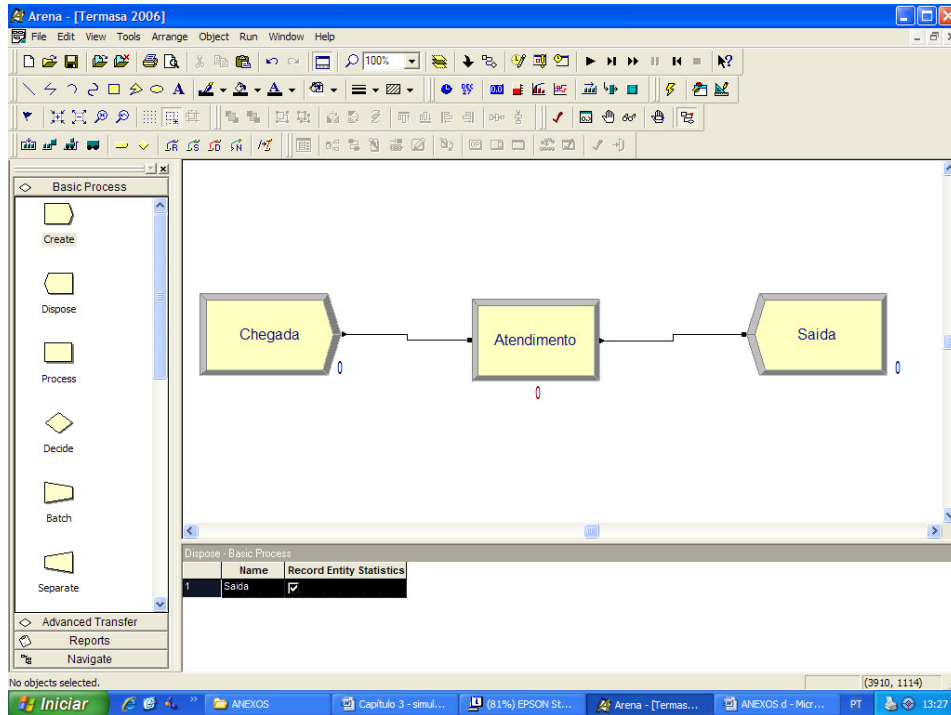 Arena - [Termasa 2006]
File Edit View Tools Arrange Object Run Window Help
100%
Basic Process
Create
Dispose
Process
Decide
Batch
Separate
Advanced Transfer
Reports
Navigate
Chegada
0
Atendimento
0
Saida
0
Dispose - Basic Process
Name Record Entity Statistics
1 Saida
No objects selected.
(3910, 1114)
Iniciar
ANEXOS
Capítulo 3 - simul...
(81%) EPSON St...
Arena - [Termas...
ANEXOS d - Micr...
PT
13:27